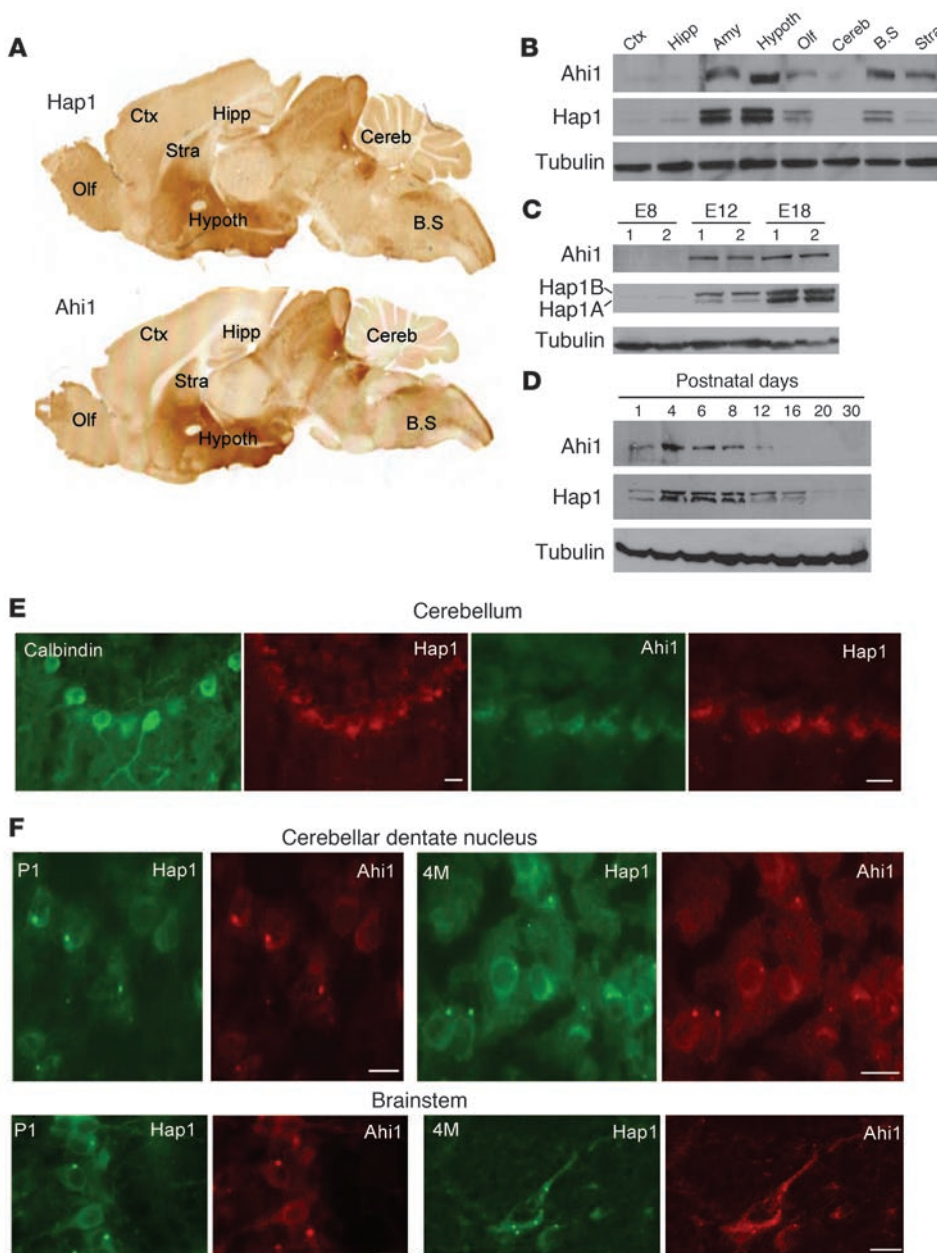 A
Hap1
Ctx
Hipp
Stra
Cereb
Olf
Hypoth
B.S
Ahi1
Ctx
Hipp
Cereb
Stra
Olf
Hypoth
B.S
B
Ctx Hipp Amy Hypoth Olf Cereb B.S Stra
Ahi1
Hap1
Tubulin
C
E8 E12 E18
1 2 1 2 1 2
Ahi1
Hap1B
Hap1A
Tubulin
D
Postnatal days
1 4 6 8 12 16 20 30
Ahi1
Hap1
Tubulin
E
Cerebellum
Calbindin Hap1 Ahi1 Hap1
F
Cerebellar dentate nucleus
P1 Hap1 Ahi1 4M Hap1 Ahi1
Brainstem
P1 Hap1 Ahi1 4M Hap1 Ahi1